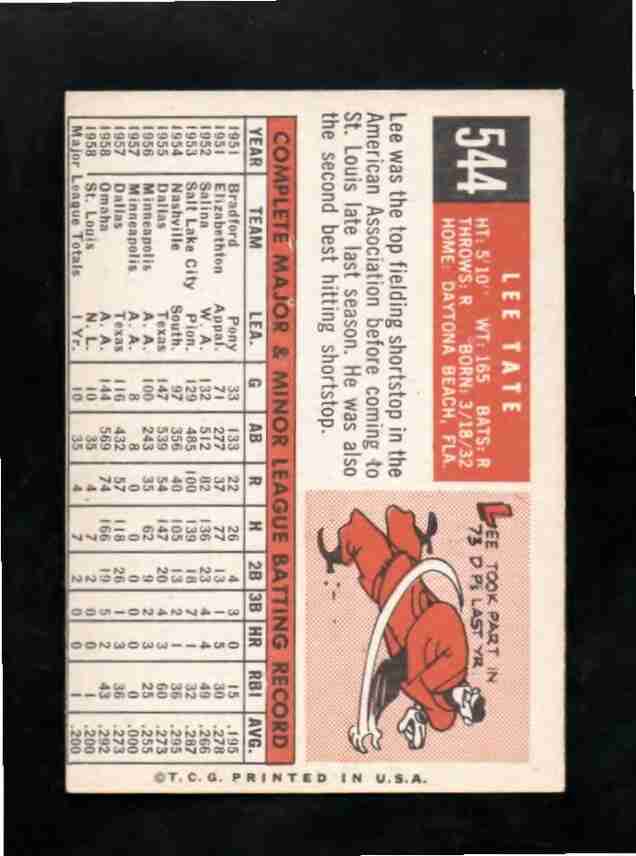 544
LEE TATE
HT: 5'10" WT: 165 BATS: R
THROWS: R BORN: 3/18/32
HOME: DAYTONA BEACH, FLA.
Lee was the top fielding shortstop in the
American Association before coming to
St. Louis late last season. He was also
the second best hitting shortstop.
LEE TOOK PART IN
73 D P's LAST YR
COMPLETE MAJOR & MINOR LEAGUE BATTING RECORD
YEAR TEAM LEA. G AB R H 2B 3B HR RBI AVG.
1951 Bradford Pony 33 133 22 26 4 3 0 15 .195
1951 Elizabethton Appal. 71 277 37 77 13 1 5 30 .278
1952 Salina W. A. 132 512 82 136 23 4 4 49 .266
1953 Salt Lake City Pion. 129 485 100 139 18 7 1 32 .287
1954 Nashville South. 97 356 40 105 13 2 1 36 .295
1955 Dallas Texas 147 539 54 147 20 4 3 60 .273
1956 Minneapolis A. A. 100 243 35 62 9 2 3 25 .255
1957 Minneapolis A. A. 8 8 0 0 0 0 0 0 .000
1957 Dallas Texas 116 432 57 118 26 1 3 36 .273
1958 Omaha A. A. 144 569 74 166 19 5 2 43 .292
1958 St. Louis N. L. 10 35 4 7 2 0 0 1 .200
Major League Totals 1 Yr. 10 35 4 7 2 0 0 1 .200
©T.C.G. PRINTED IN U.S.A.